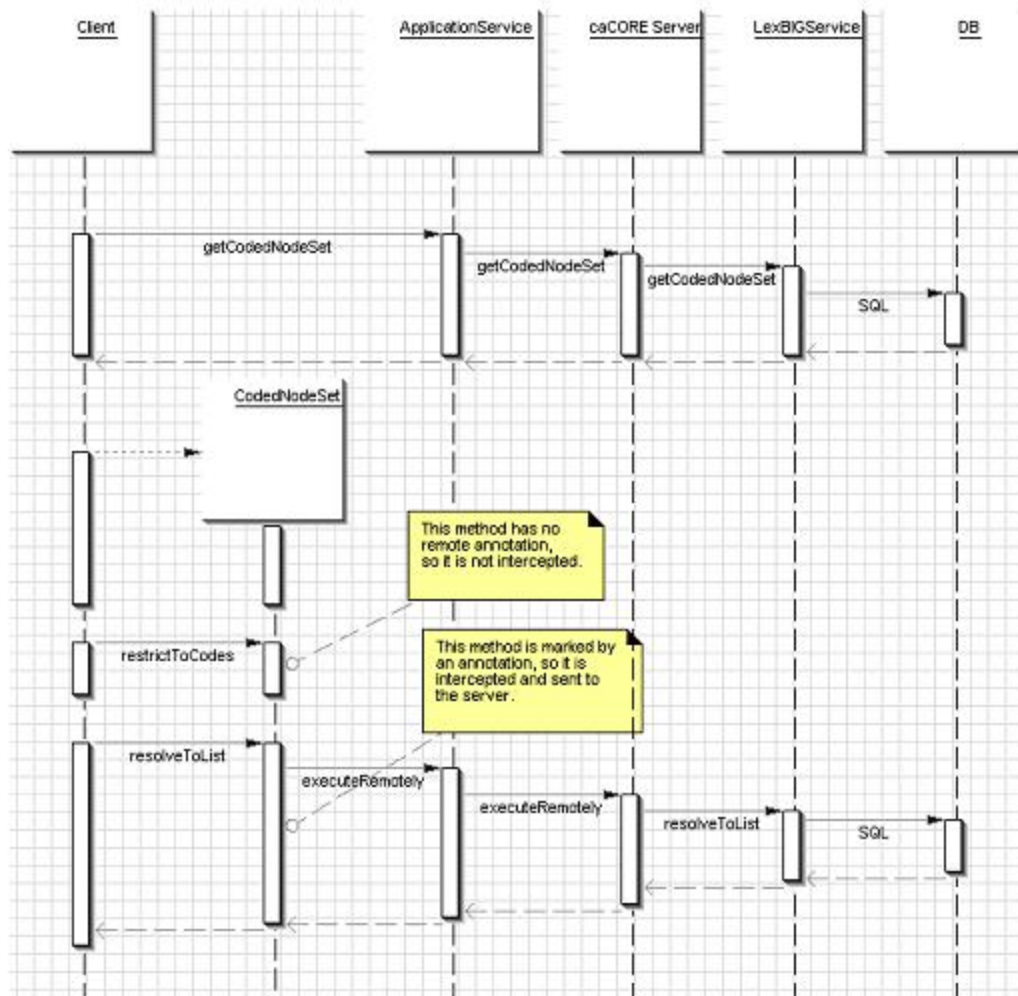 Client
ApplicationService
caCORE Server
LexBIGService
DB
getCodedNodeSet
getCodedNodeSet
getCodedNodeSet
SQL
CodedNodeSet
This method has no
remote annotation,
so it is not intercepted.
restrictToCodes
This method is marked by
an annotation, so it is
intercepted and sent to
the server.
resolveToList
executeRemotely
executeRemotely
resolveToList
SQL